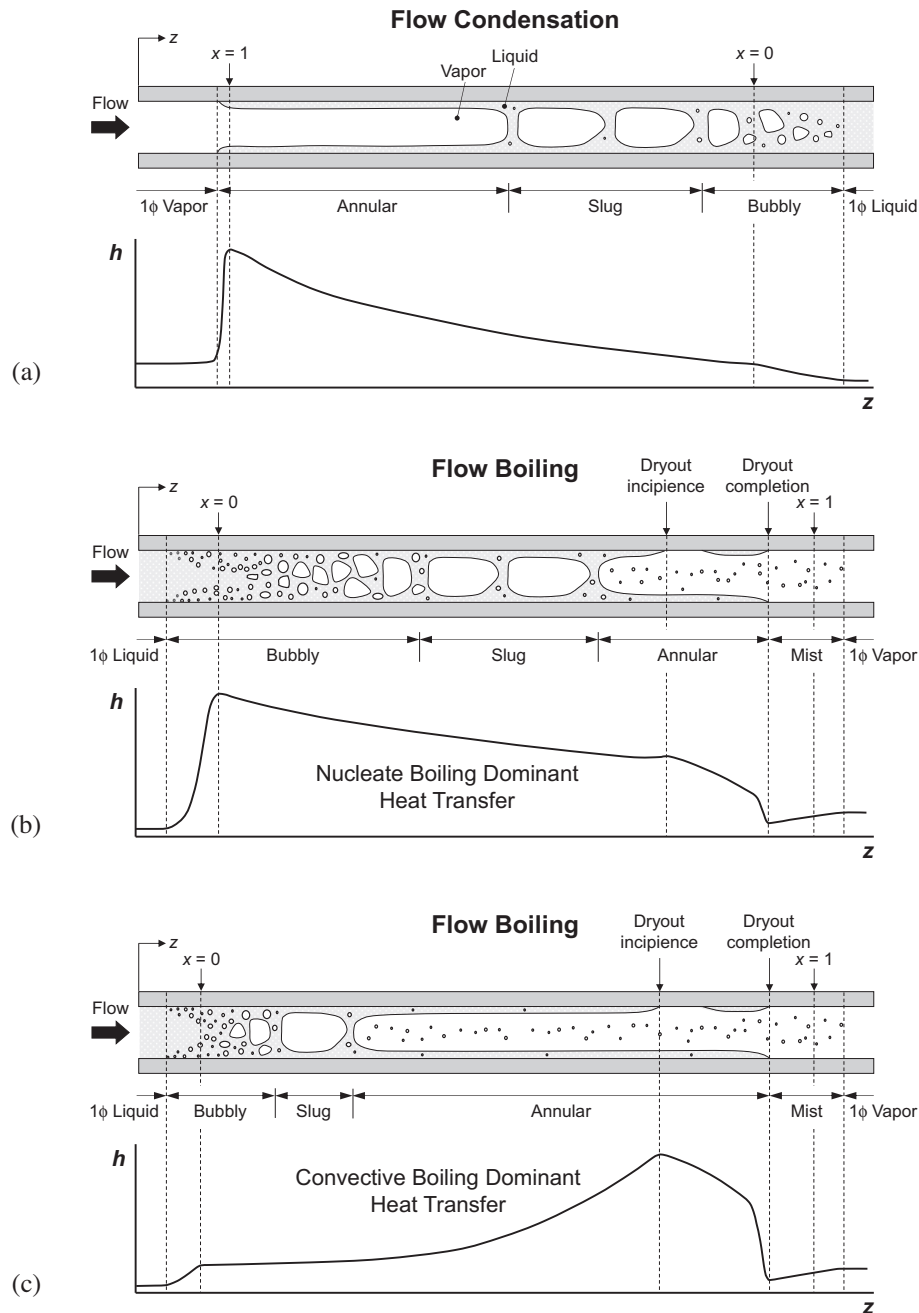 Flow Condensation
z
x = 1
x = 0
Vapor
Liquid
Flow
1ϕ Vapor
Annular
Slug
Bubbly
1ϕ Liquid
h
(a)
z
Flow Boiling
Dryout
incipience
Dryout
completion
z
x = 0
x = 1
Flow
1ϕ Liquid
Bubbly
Slug
Annular
Mist
1ϕ Vapor
h
Nucleate Boiling Dominant
Heat Transfer
(b)
z
Flow Boiling
Dryout
incipience
Dryout
completion
z
x = 0
x = 1
Flow
1ϕ Liquid
Bubbly
Slug
Annular
Mist
1ϕ Vapor
h
Convective Boiling Dominant
Heat Transfer
(c)
z